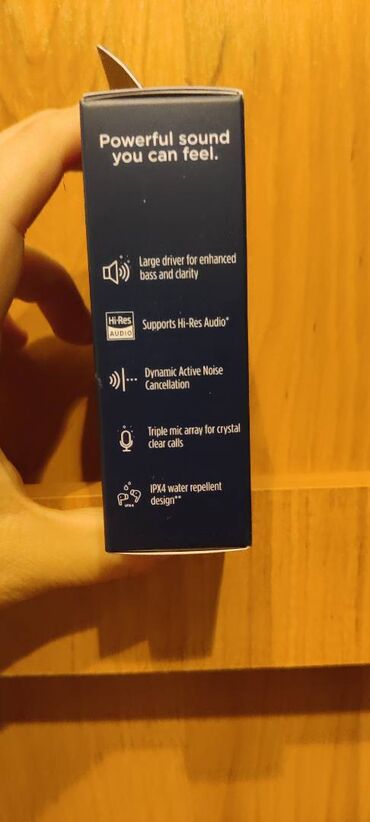 Powerful sound
you can feel.
Large driver for enhanced
bass and clarity
Hi-Res
AUDIO
Supports Hi-Res Audio*
Dynamic Active Noise
Cancellation
Triple mic array for crystal
clear calls
IPX4 water repellent
design**
IPX4